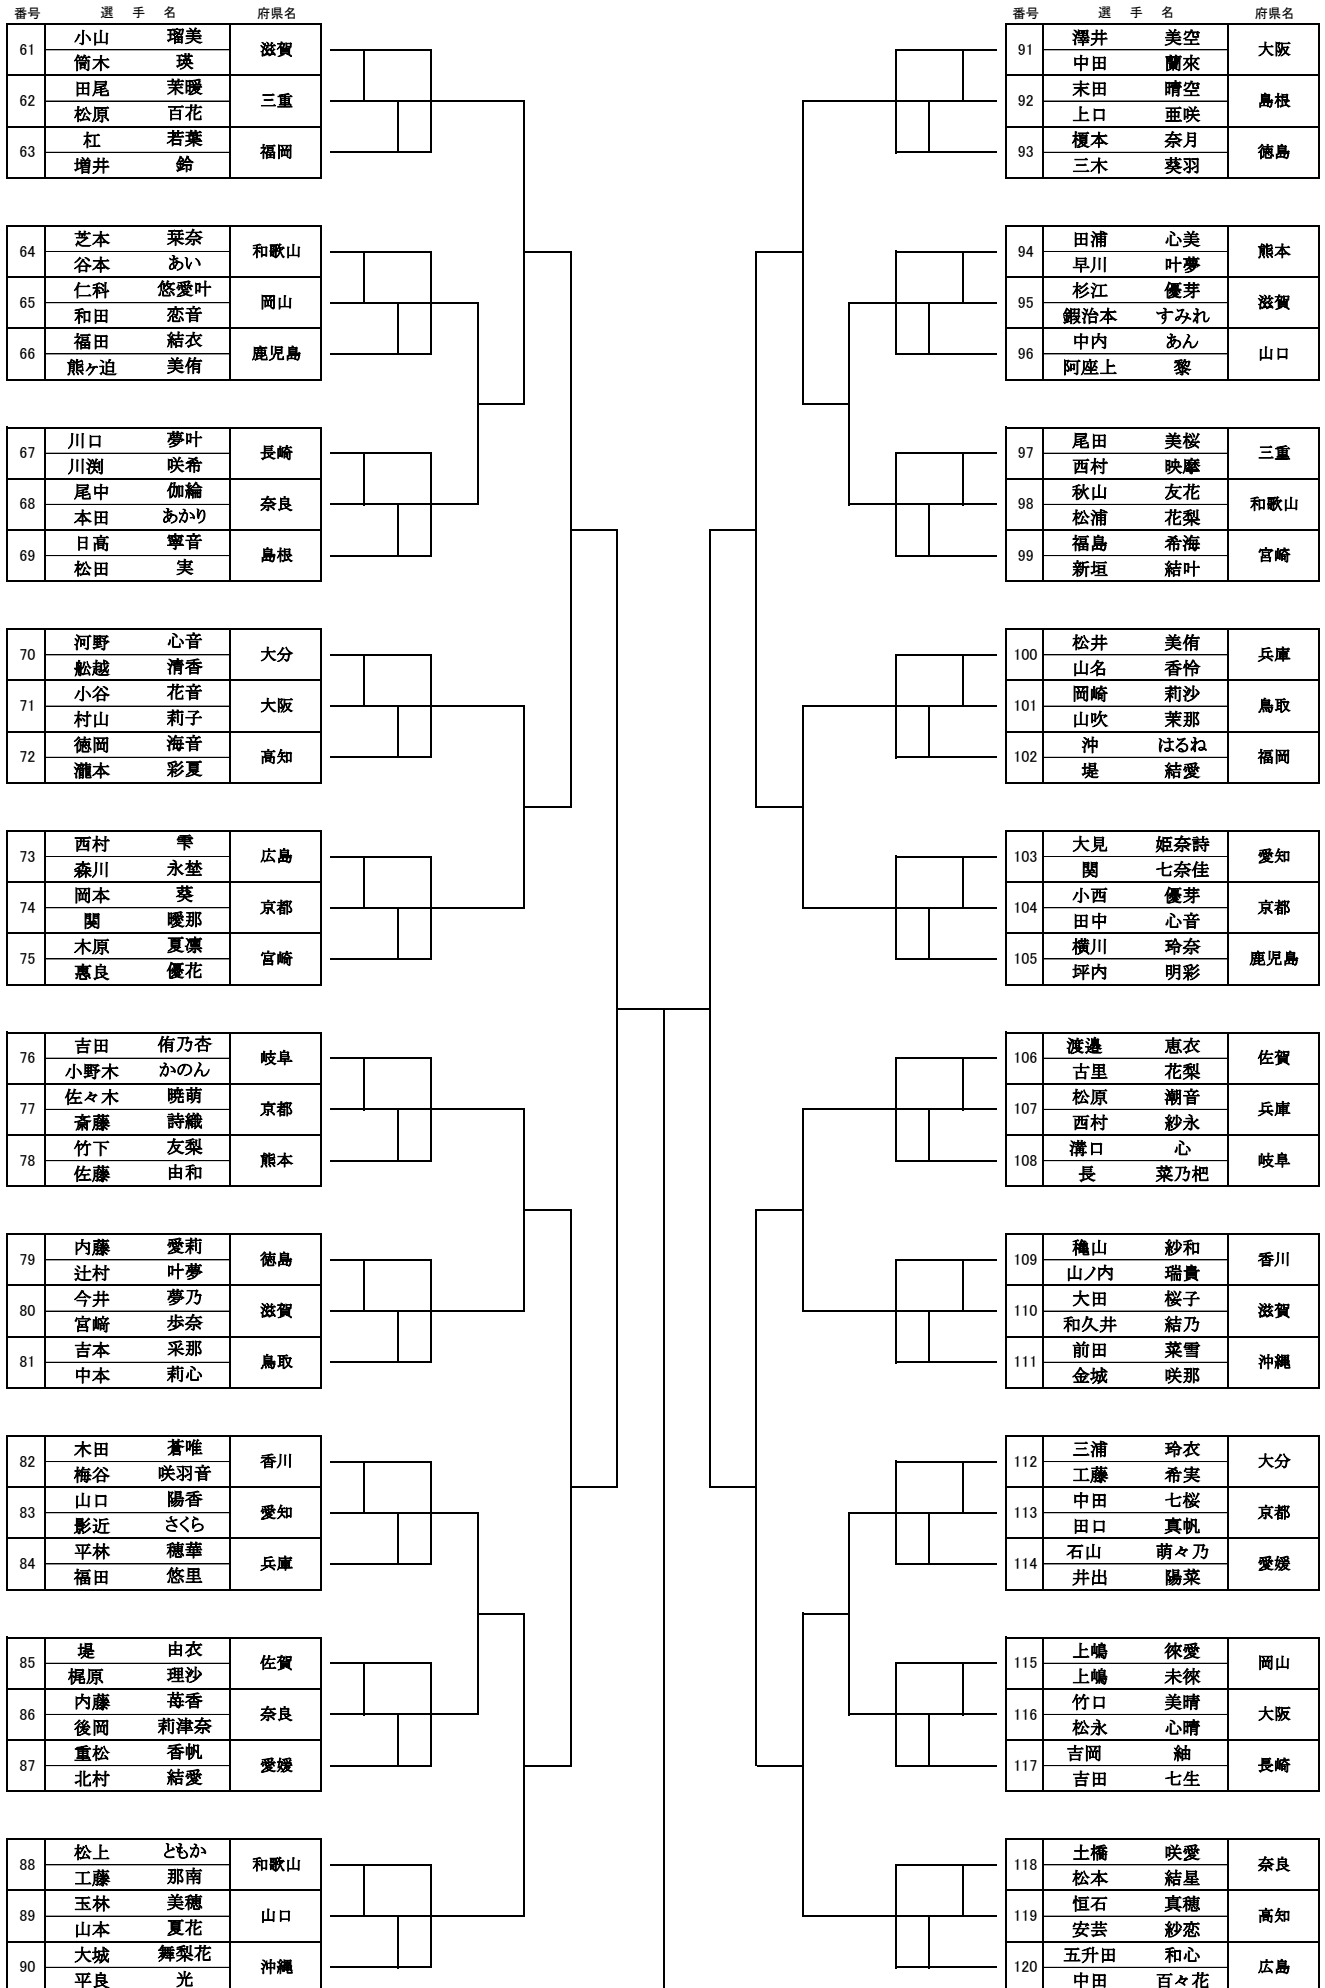 番号 選手名 府県名
61 小山 瑠美 滋賀
筒木 瑛
62 田尾 茉暖 三重
松原 百花
63 杠 若葉 福岡
増井 鈴
64 芝本 栞奈 和歌山
谷本 あい
65 仁科 悠愛叶 岡山
和田 恋音
66 福田 結衣 鹿児島
熊ヶ迫 美侑
67 川口 夢叶 長崎
川渕 咲希
68 尾中 伽綸 奈良
本田 あかり
69 日高 寧音 島根
松田 実
70 河野 心音 大分
舩越 清香
71 小谷 花音 大阪
村山 莉子
72 徳岡 海音 高知
瀧本 彩夏
73 西村 雫 広島
森川 永埜
74 岡本 葵 京都
関 曖那
75 木原 夏凛 宮崎
恵良 優花
76 吉田 侑乃杏 岐阜
小野木 かのん
77 佐々木 暁萌 京都
斎藤 詩織
78 竹下 友梨 熊本
佐藤 由和
79 内藤 愛莉 徳島
辻村 叶夢
80 今井 夢乃 滋賀
宮﨑 歩奈
81 吉本 采那 鳥取
中本 莉心
82 木田 蒼唯 香川
梅谷 咲羽音
83 山口 陽香 愛知
影近 さくら
84 平林 穂華 兵庫
福田 悠里
85 堤 由衣 佐賀
梶原 理沙
86 内藤 苺香 奈良
後岡 莉津奈
87 重松 香帆 愛媛
北村 結愛
88 松上 ともか 和歌山
工藤 那南
89 玉林 美穂 山口
山本 夏花
90 大城 舞梨花 沖縄
平良 光
番号 選手名 府県名
91 澤井 美空 大阪
中田 蘭來
92 末田 晴空 島根
上口 亜咲
93 榎本 奈月 徳島
三木 葵羽
94 田浦 心美 熊本
早川 叶夢
95 杉江 優芽 滋賀
鍜治本 すみれ
96 中内 あん 山口
阿座上 黎
97 尾田 美桜 三重
西村 映摩
98 秋山 友花 和歌山
松浦 花梨
99 福島 希海 宮崎
新垣 結叶
100 松井 美侑 兵庫
山名 香怜
101 岡崎 莉沙 鳥取
山吹 茉那
102 沖 はるね 福岡
堤 結愛
103 大見 姫奈詩 愛知
関 七奈佳
104 小西 優芽 京都
田中 心音
105 横川 玲奈 鹿児島
坪内 明彩
106 渡邉 恵衣 佐賀
古里 花梨
107 松原 潮音 兵庫
西村 紗永
108 溝口 心 岐阜
長 菜乃杷
109 穐山 紗和 香川
山ノ内 瑞貴
110 大田 桜子 滋賀
和久井 結乃
111 前田 菜雪 沖縄
金城 咲那
112 三浦 玲衣 大分
工藤 希実
113 中田 七桜 京都
田口 真帆
114 石山 萌々乃 愛媛
井出 陽菜
115 上嶋 徠愛 岡山
上嶋 未徠
116 竹口 美晴 大阪
松永 心晴
117 吉岡 紬 長崎
吉田 七生
118 土橋 咲愛 奈良
松本 結星
119 恒石 真穂 高知
安芸 紗恋
120 五升田 和心 広島
中田 百々花